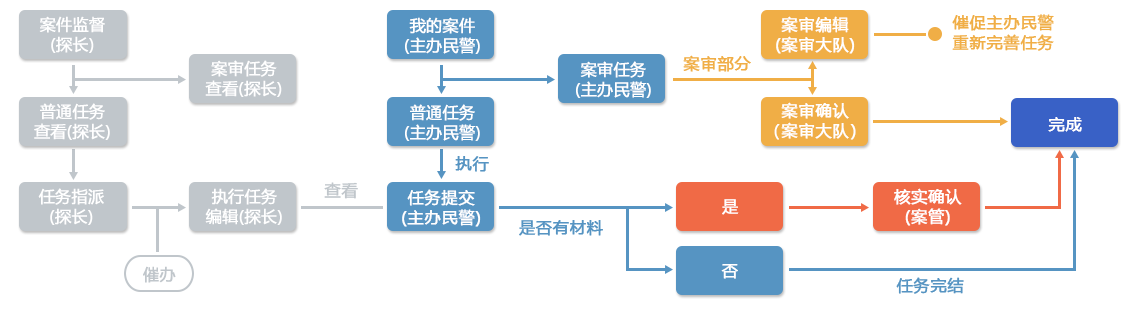 案件监督
(探长)
案审任务
查看(探长)
普通任务
查看(探长)
任务指派
(探长)
执行任务
编辑(探长)
催办
查看
我的案件
(主办民警)
案审任务
(主办民警)
普通任务
(主办民警)
执行
任务提交
(主办民警)
是否有材料
案审部分
案审编辑
(案审大队)
催促主办民警
重新完善任务
案审确认
(案审大队)
完成
是
核实确认
(案管)
否
任务完结